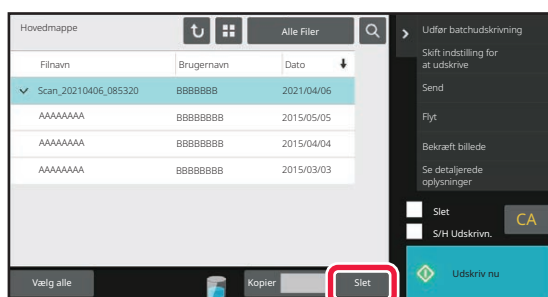 Hovedmappe
Alle Filer
Filnavn Brugernavn Dato
Scan_20210406_085320 BBBBBBB 2021/04/06
AAAAAAAA BBBBBBBB 2015/05/05
AAAAAAAA BBBBBBBB 2015/04/04
AAAAAAAA BBBBBBBB 2015/03/03
Vælg alle
Kopier
Slet
Udfør batchudskrivning
Skift indstilling for
at udskrive
Send
Flyt
Bekræft billede
Se detaljerede
oplysninger
Slet
S/H Udskrivn.
CA
Udskriv nu